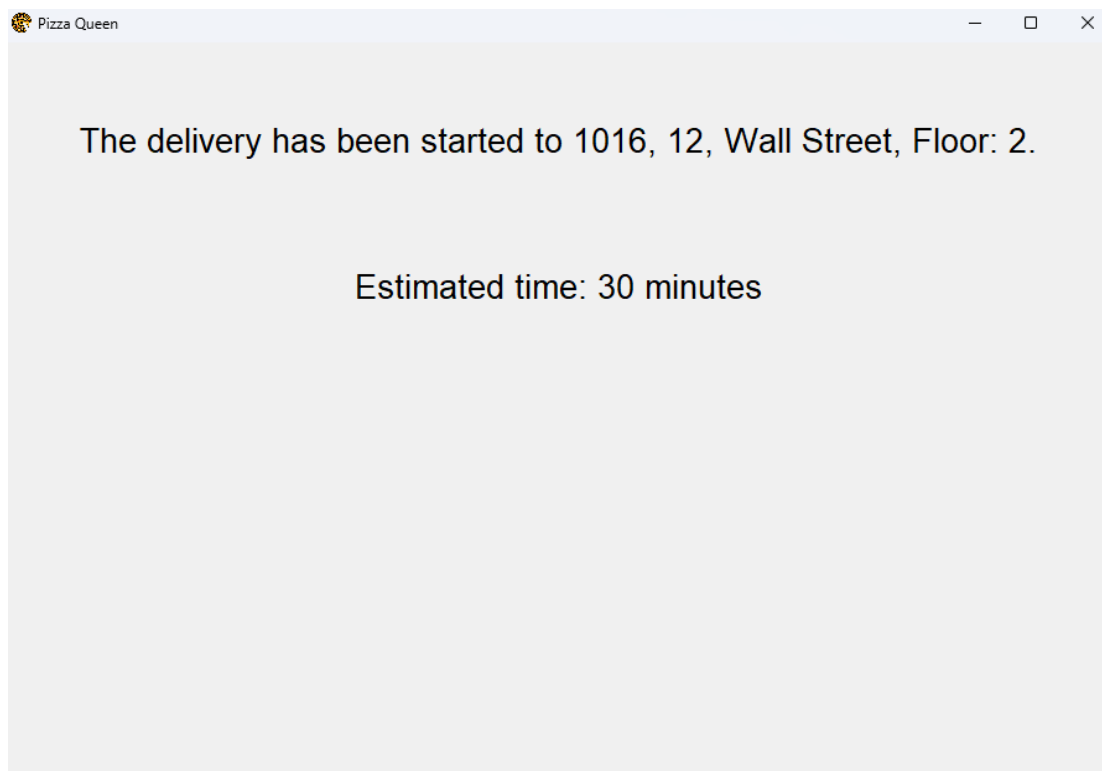 Pizza Queen
The delivery has been started to 1016, 12, Wall Street, Floor: 2.
Estimated time: 30 minutes